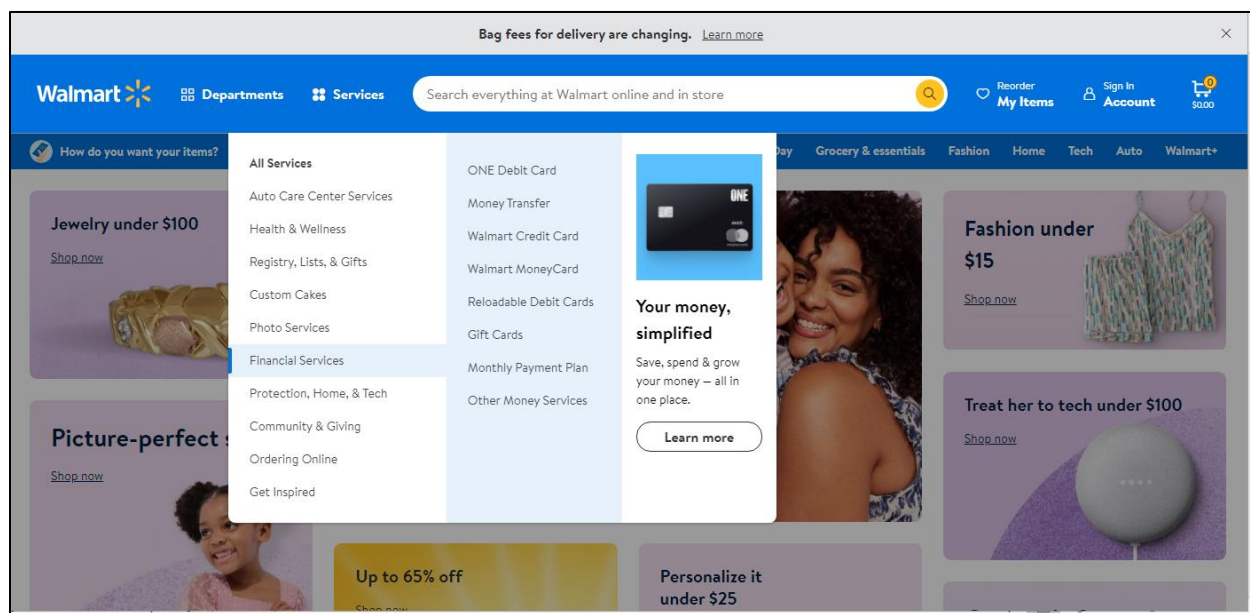 Bag fees for delivery are changing. Learn more
Walmart
Departments
Services
Search everything at Walmart online and in store
Reorder
My Items
Sign In
Account
0
$0.00
How do you want your items?
Day
Grocery & essentials
Fashion
Home
Tech
Auto
Walmart+
All Services
Auto Care Center Services
Health & Wellness
Registry, Lists, & Gifts
Custom Cakes
Photo Services
Financial Services
Protection, Home, & Tech
Community & Giving
Ordering Online
Get Inspired
ONE Debit Card
Money Transfer
Walmart Credit Card
Walmart MoneyCard
Reloadable Debit Cards
Gift Cards
Monthly Payment Plan
Other Money Services
ONE
Your money,
simplified
Save, spend & grow
your money — all in
one place.
Learn more
Jewelry under $100
Shop now
Picture-perfect
Shop now
Fashion under
$15
Shop now
Treat her to tech under $100
Shop now
Up to 65% off
Shop now
Personalize it
under $25